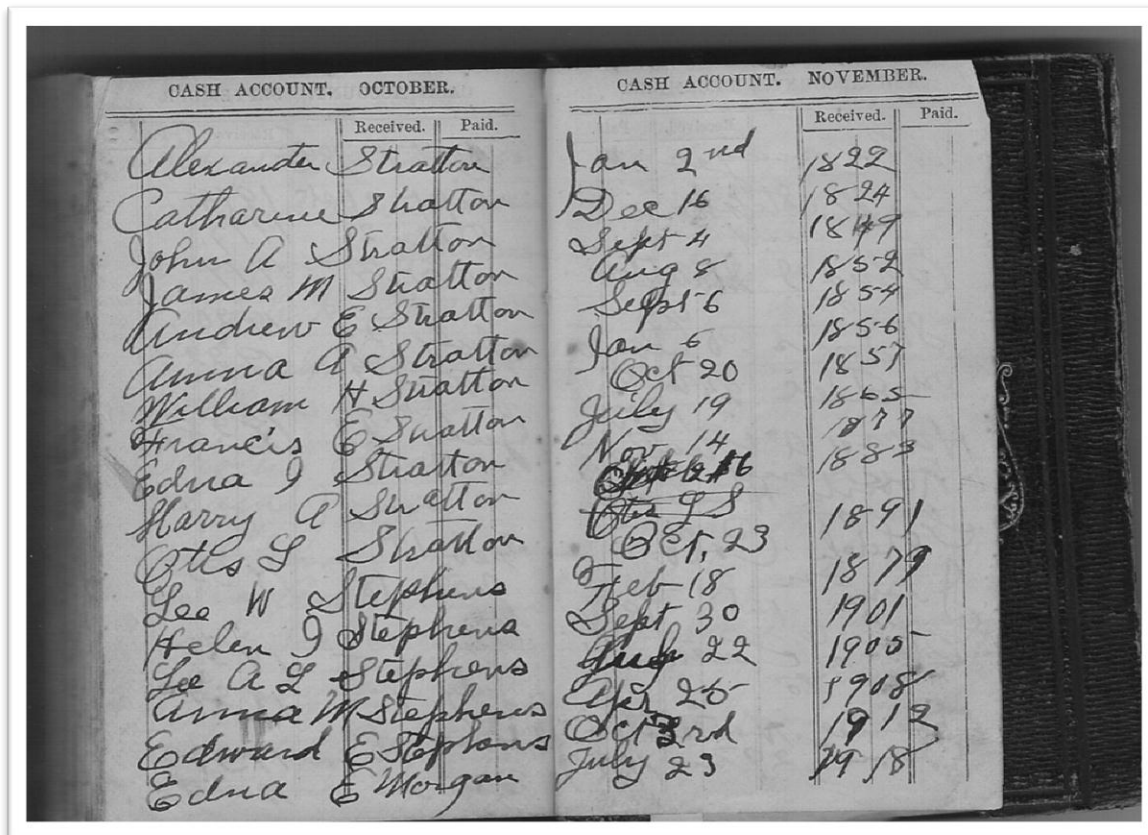 CASH ACCOUNT. OCTOBER.
Received. Paid.
Alexander Stratton
Catharine Stratton
John A Stratton
James M Stratton
Andrew E Stratton
Anna A Stratton
William H Stratton
Francis E Stratton
Edna I Stratton
Harry A Stratton
Otis L Stratton
Lee W Stephens
Helen I Stephens
Lee A L Stephens
Anna M Stephens
Edward E Stephens
Edna E Morgan
CASH ACCOUNT. NOVEMBER.
Received. Paid.
Jan 2nd 1822
Dec 16 1824
Sept 4 1849
Aug 8 1852
Sept 6 1854
Jan 6 1856
Oct 20 1857
July 19 1865
Nov 14 1877
1883
Otis L S
Oct, 23 1891
Feb 18 1879
Sept 30 1901
22 1905
Apr 25 1908
Oct 3rd 1912
July 23 1918